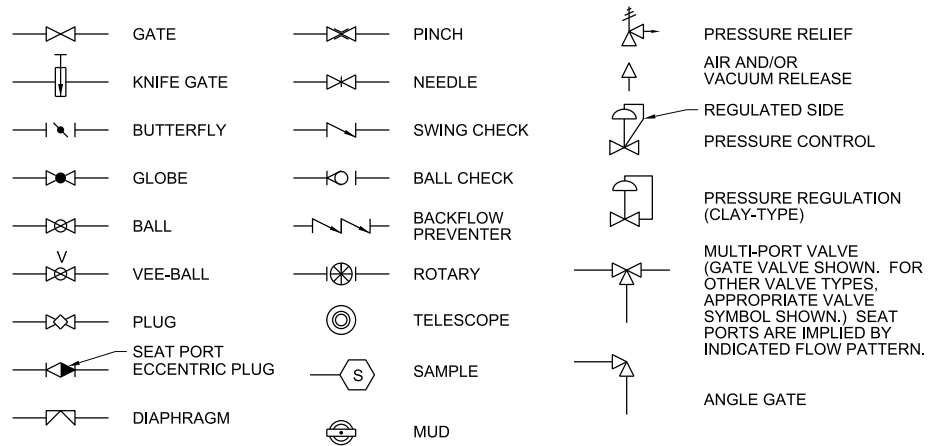 GATE
KNIFE GATE
BUTTERFLY
GLOBE
BALL
V
VEE-BALL
PLUG
SEAT PORT
ECCENTRIC PLUG
DIAPHRAGM
PINCH
NEEDLE
SWING CHECK
BALL CHECK
BACKFLOW
PREVENTER
ROTARY
TELESCOPE
S
SAMPLE
MUD
PRESSURE RELIEF
AIR AND/OR
VACUUM RELEASE
REGULATED SIDE
PRESSURE CONTROL
PRESSURE REGULATION
(CLAY-TYPE)
MULTI-PORT VALVE
(GATE VALVE SHOWN.  FOR
OTHER VALVE TYPES,
APPROPRIATE VALVE
SYMBOL SHOWN.)  SEAT
PORTS ARE IMPLIED BY
INDICATED FLOW PATTERN.
ANGLE GATE